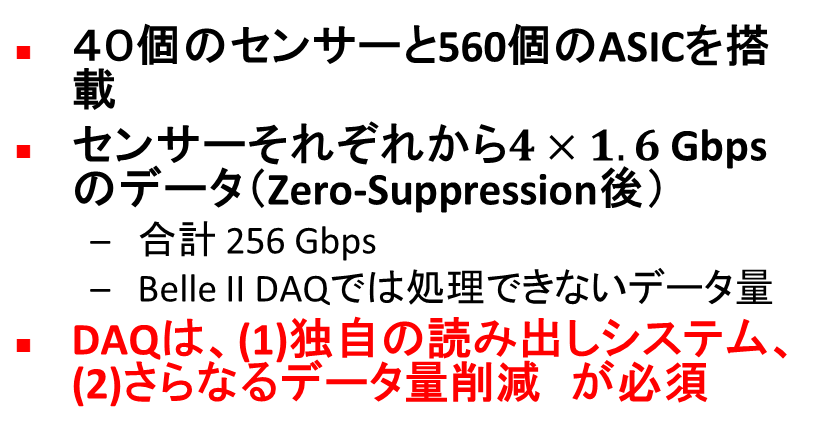 ▪ ４０個のセンサーと560個のASICを搭
載
▪ センサーそれぞれから4 × 1.6 Gbps
のデータ（Zero-Suppression後）
– 合計 256 Gbps
– Belle II DAQでは処理できないデータ量
▪ DAQは、(1)独自の読み出しシステム、
(2)さらなるデータ量削減　が必須